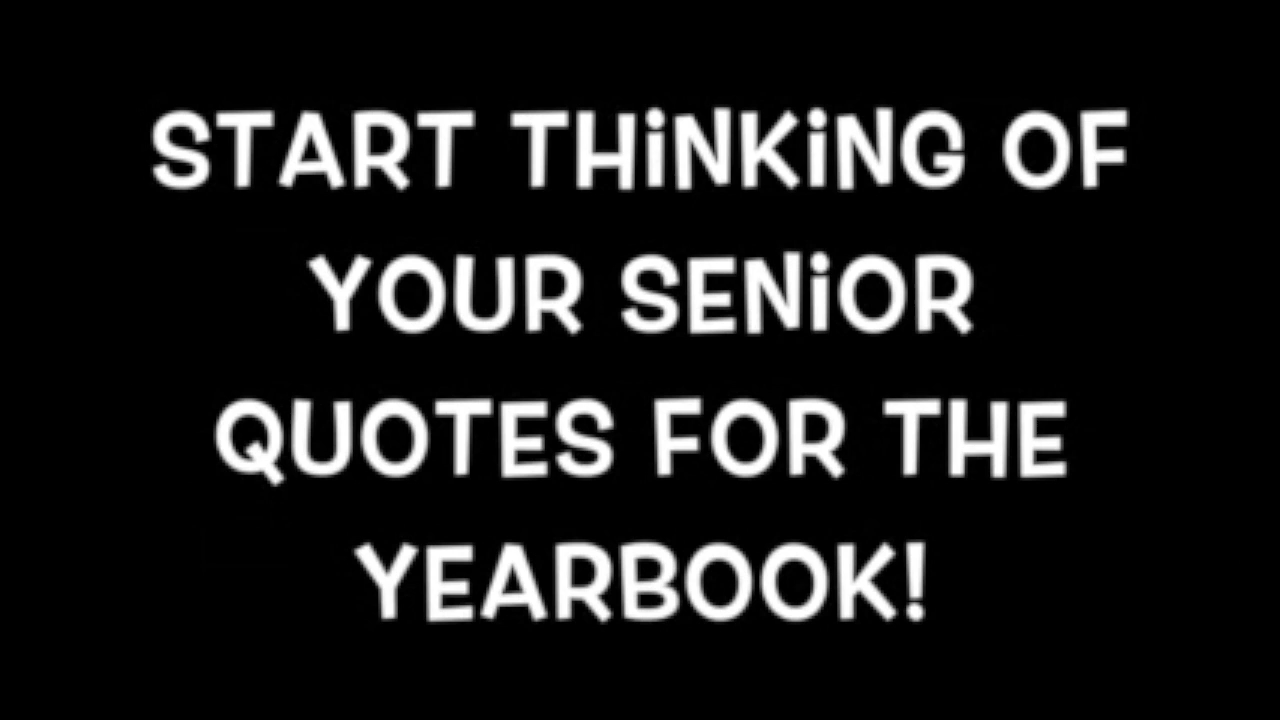 START THiNKiNG OF
YOUR SENiOR
QUOTES FOR THE
YEARBOOK!